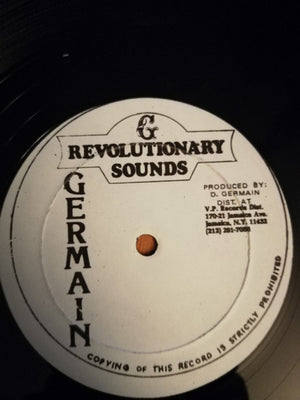 G
REVOLUTIONARY
SOUNDS
GERMAIN
PRODUCED BY:
D. GERMAIN
DIST. AT
V.P. Records Dist.
170-21 Jamaica Ave.
Jamaica, N.Y. 11432
(212) 291-7058
COPYING OF THIS RECORD IS STRICTLY PROHIBITED